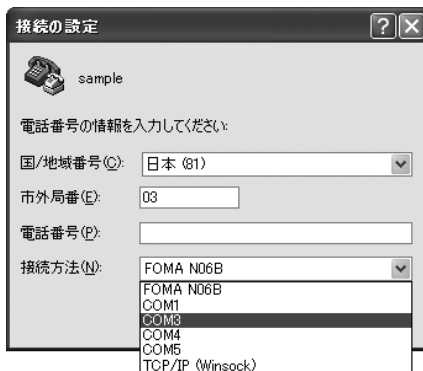 接続の設定
sample
電話番号の情報を入力してください:
国/地域番号(C): 日本 (81)
市外局番(E): 03
電話番号(P):
接続方法(N): FOMA N06B
FOMA N06B
COM1
COM3
COM4
COM5
TCP/IP (Winsock)